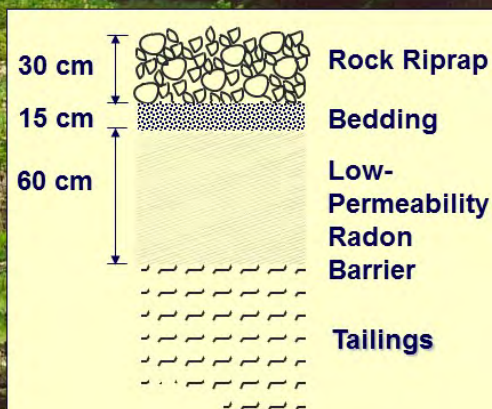 30 cm
Rock Riprap
15 cm
Bedding
60 cm
Low-
Permeability
Radon
Barrier
Tailings